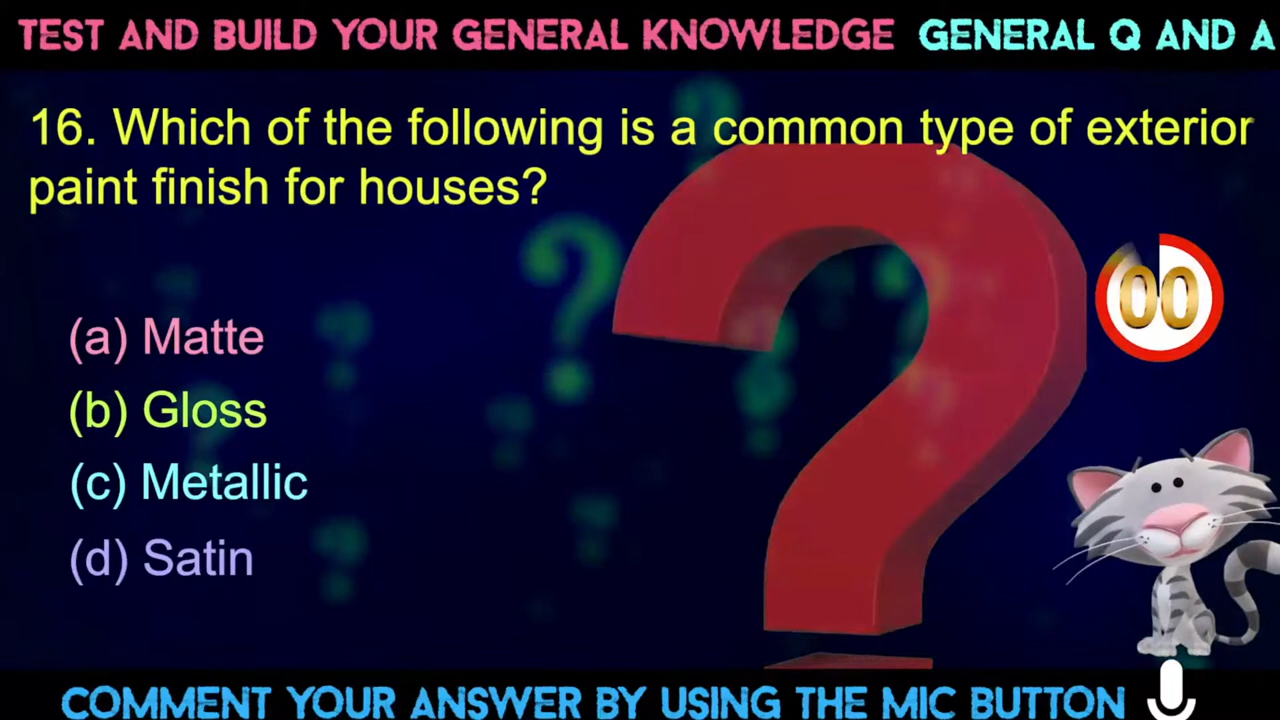 TEST AND BUILD YOUR GENERAL KNOWLEDGE GENERAL Q AND A
16. Which of the following is a common type of exterior
paint finish for houses?
00
(a) Matte
(b) Gloss
(c) Metallic
(d) Satin
COMMENT YOUR ANSWER BY USING THE MIC BUTTON